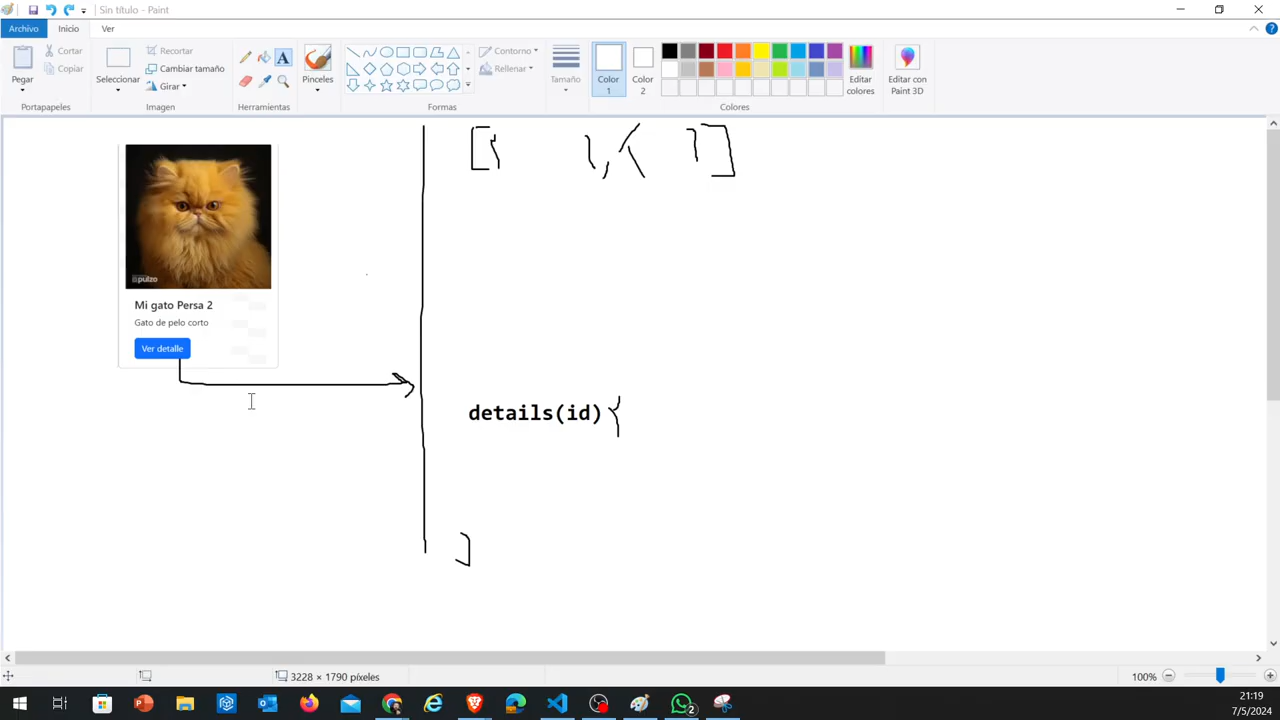 Sin título - Paint
Archivo Inicio Ver
Pegar
Cortar
Copiar
Portapapeles
Seleccionar
Recortar
Cambiar tamaño
Girar
Imagen
A
Herramientas
Pinceles
Contorno
Rellenar
Formas
Tamaño
Color 1
Color 2
Editar colores
Colores
Editar con Paint 3D
[{ },{ }]
pulzo
Mi gato Persa 2
Gato de pelo corto
Ver detalle
details(id){
}
3228 × 1790 píxeles
100%
2
21:19
7/5/2024